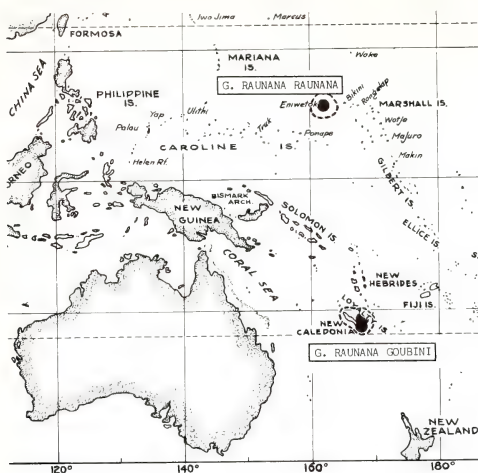 Iwo Jima
Marcus
FORMOSA
MARIANA
IS.
Wake
CHINA SEA
G. RAUNANA RAUNANA
PHILIPPINE
IS.
Yap
Ulithi
Eniwetok
Bikini
Rongelap
MARSHALL IS.
Palau
Truk
Ponape
Wotje
Majuro
CAROLINE IS.
Helen Rf.
Makin
ORNEO
GILBERT IS.
BISMARK
ARCH.
NEW
GUINEA
SOLOMON IS.
ELLICE IS.
CORAL SEA
S.
NEW
HEBRIDES
FIJI IS.
NEW
CALEDONIA
G. RAUNANA GOUBINI
NEW
ZEALAND
120° 140° 160° 180°